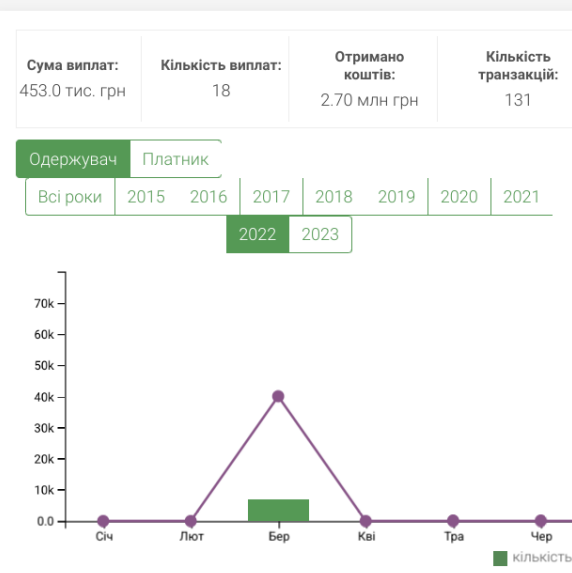 Сума виплат:
453.0 тис. грн
Кількість виплат:
18
Отримано
коштів:
2.70 млн грн
Кількість
транзакцій:
131
Одержувач Платник
Всі роки 2015 2016 2017 2018 2019 2020 2021
2022 2023
70k
60k
50k
40k
30k
20k
10k
0.0
Січ Лют Бер Кві Тра Чер
кількість